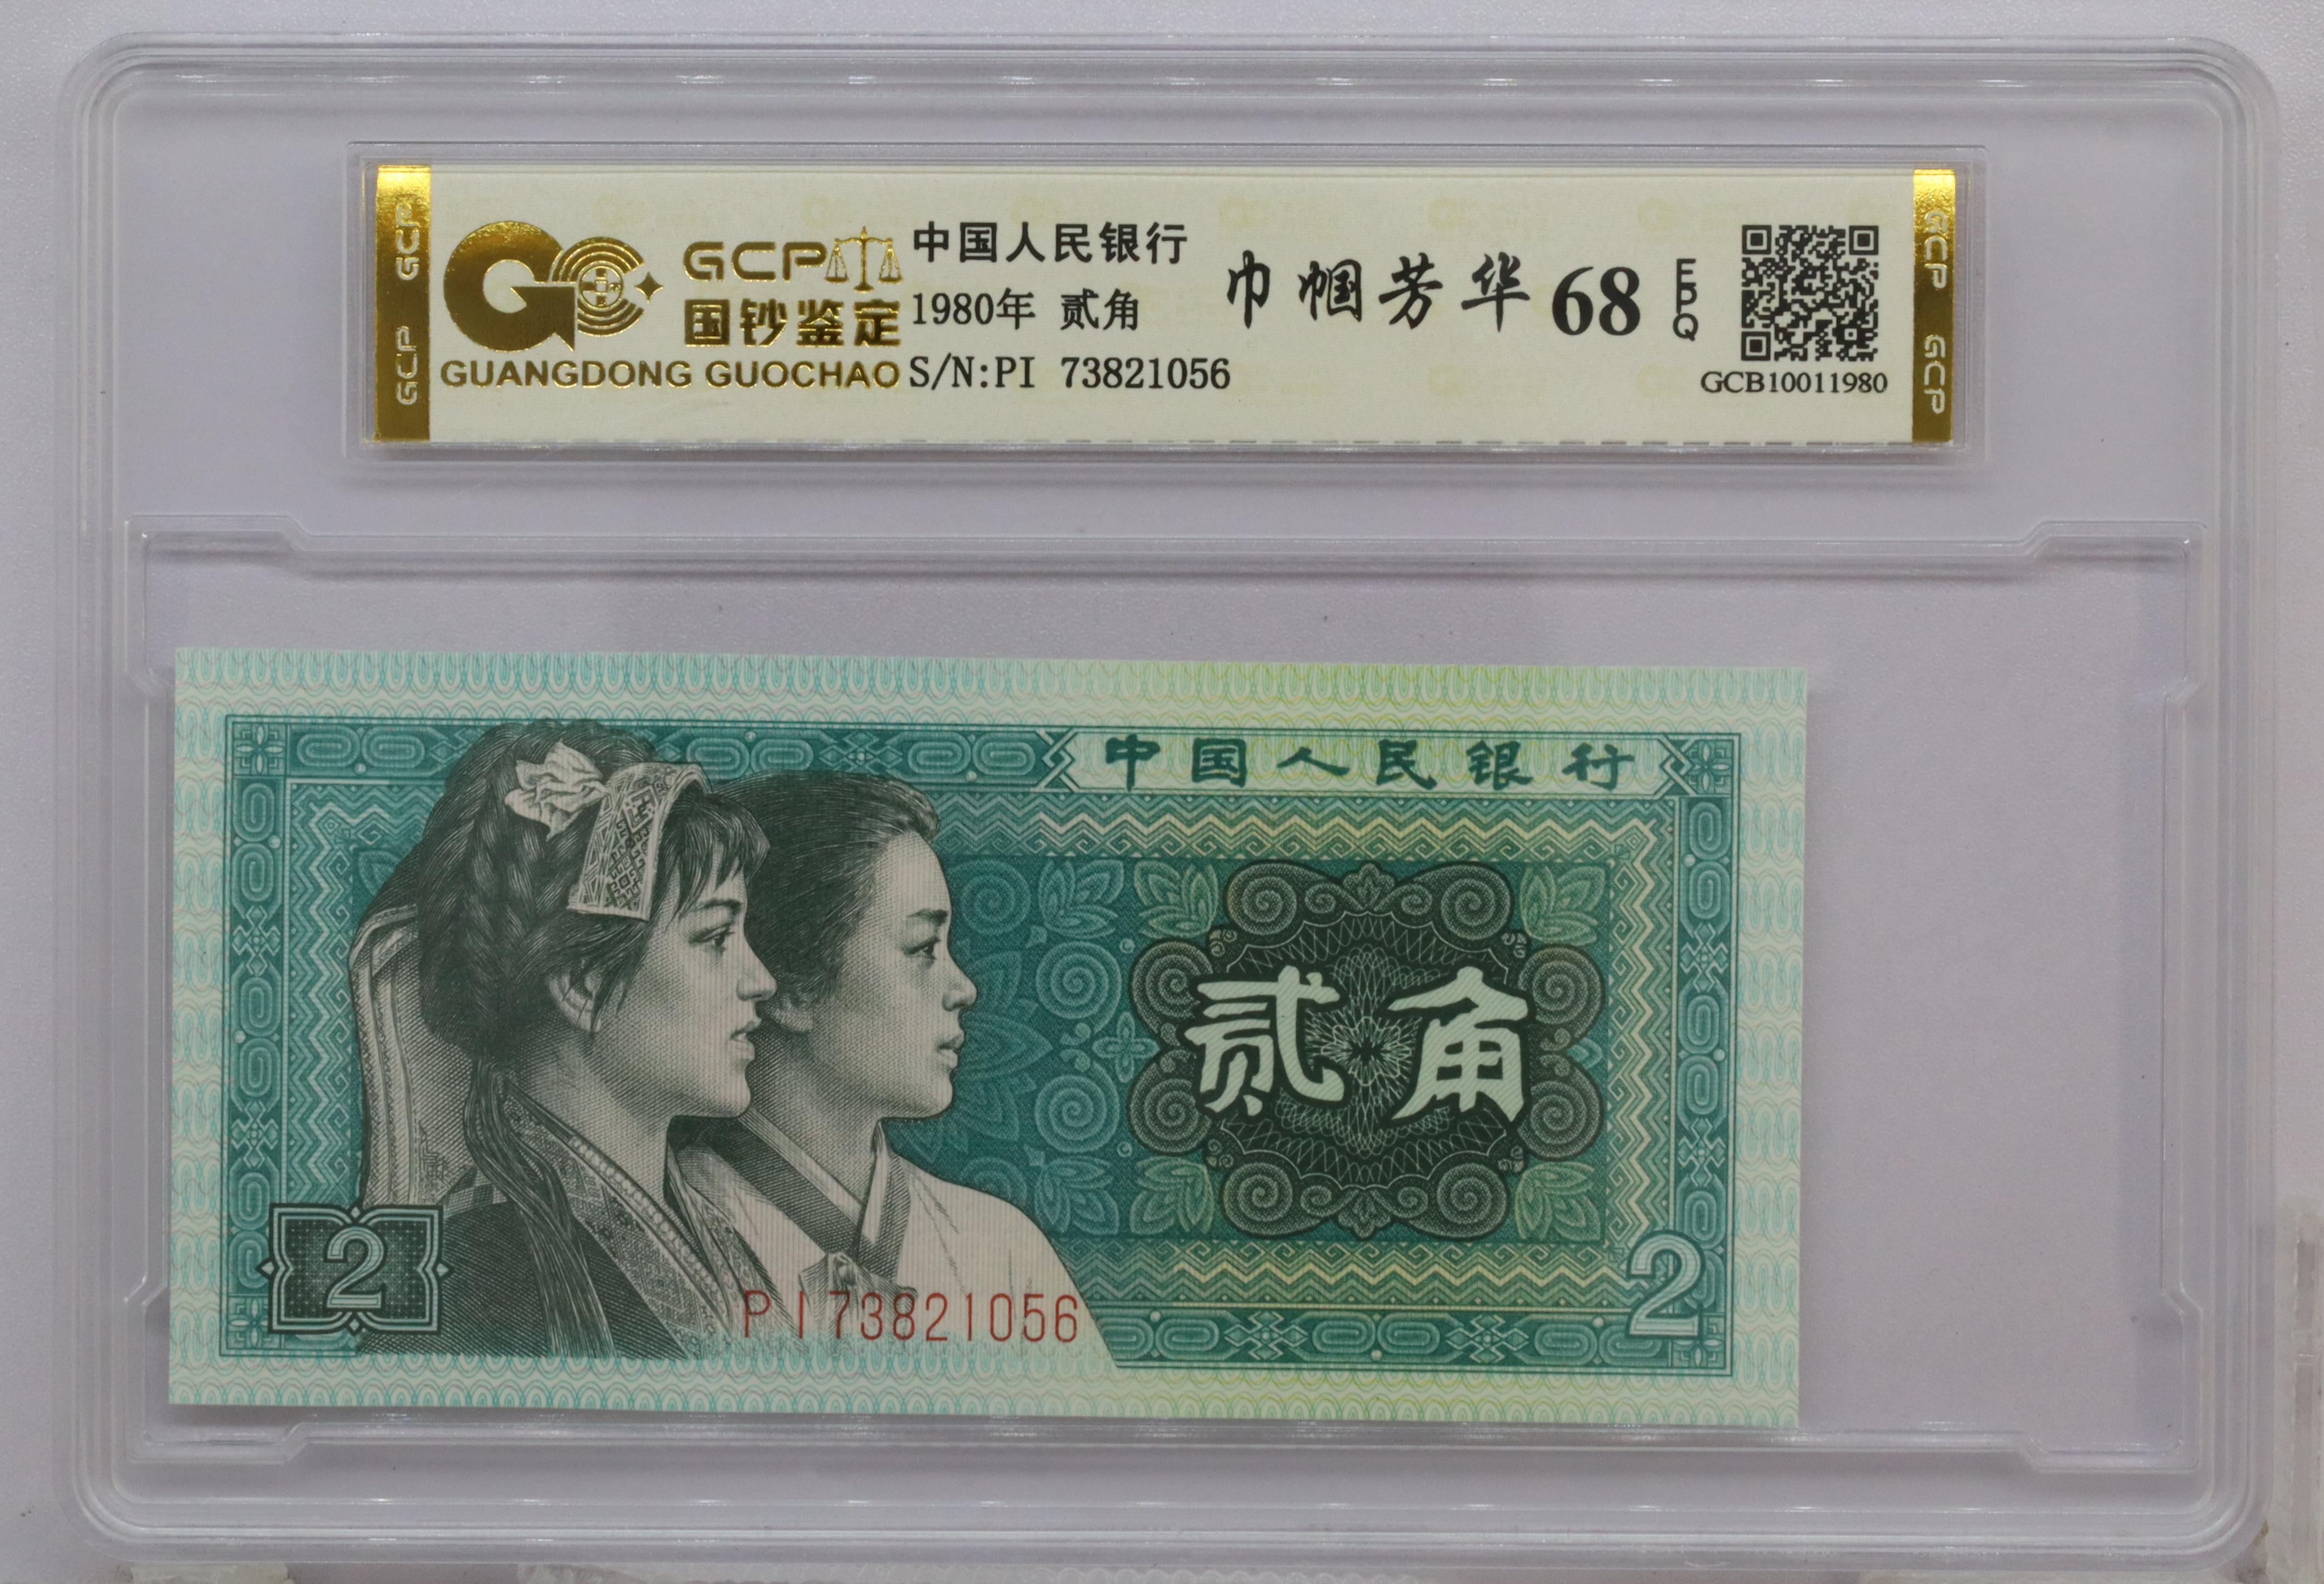 GCP GCP
GCP
国钞鉴定
GUANGDONG GUOCHAO
中国人民银行
1980年 贰角
S/N:PI 73821056
巾帼芳华 68 EPQ
GCB10011980
GCP GCP
中国人民银行
贰角
2
2
PI73821056